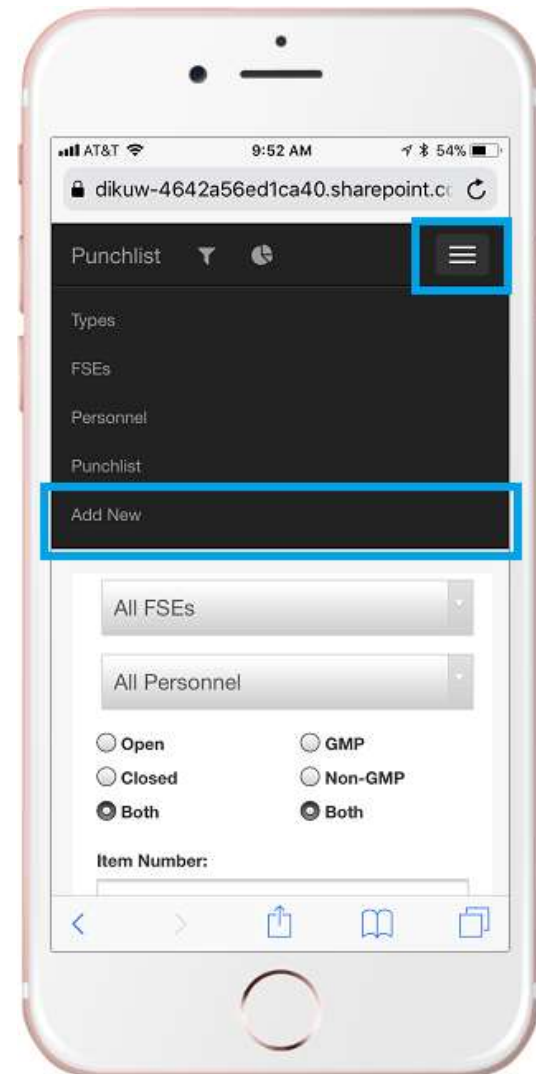 AT&T 9:52 AM 54%
dikuw-4642a56ed1ca40.sharepoint.c
Punchlist
Types
FSEs
Personnel
Punchlist
Add New
All FSEs
All Personnel
Open GMP
Closed Non-GMP
Both Both
Item Number: